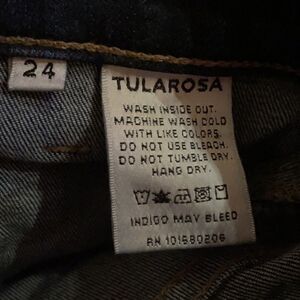 24
TULAROSA
WASH INSIDE OUT.
MACHINE WASH COLD
WITH LIKE COLORS.
DO NOT USE BLEACH.
DO NOT TUMBLE DRY.
HANG DRY.
INDIGO MAY BLEED
RN 101680206